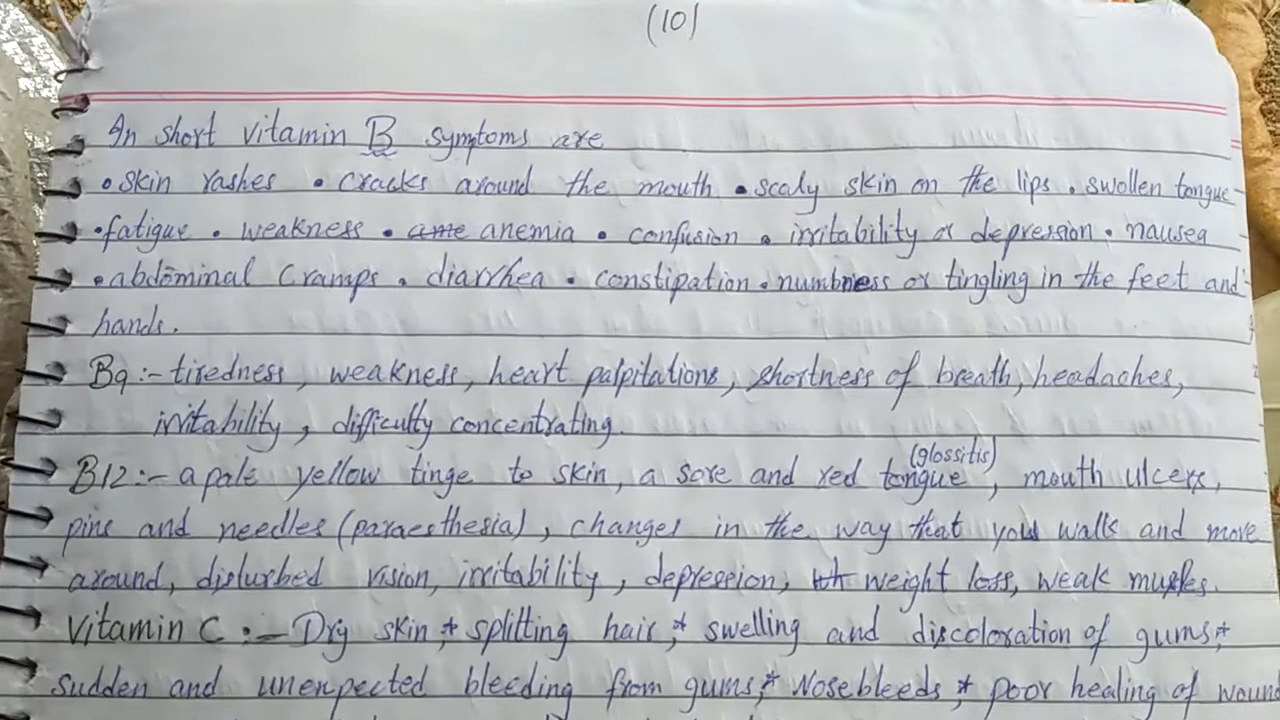 (10)
In short vitamin B symptoms are
• skin rashes • cracks around the mouth • scaly skin on the lips • swollen tongue
• fatigue • weakness • ane anemia • confusion • irritability or depression • nausea
• abdominal cramps • diarrhea • constipation • numbness or tingling in the feet and
hands.
B9 :- tiredness, weakness, heart palpitations, shortness of breath, headaches,
irritability, difficulty concentrating.
B12:- a pale yellow tinge to skin, a sore and red tongue (glossitis), mouth ulcers,
pins and needles (paraesthesia), changes in the way that you walk and move
around, disturbed vision, irritability, depression, weight loss, weak muscles.
Vitamin C :- Dry skin, * splitting hair, * swelling and discoloration of gums, *
sudden and unexpected bleeding from gums, * Nosebleeds, * poor healing of wound